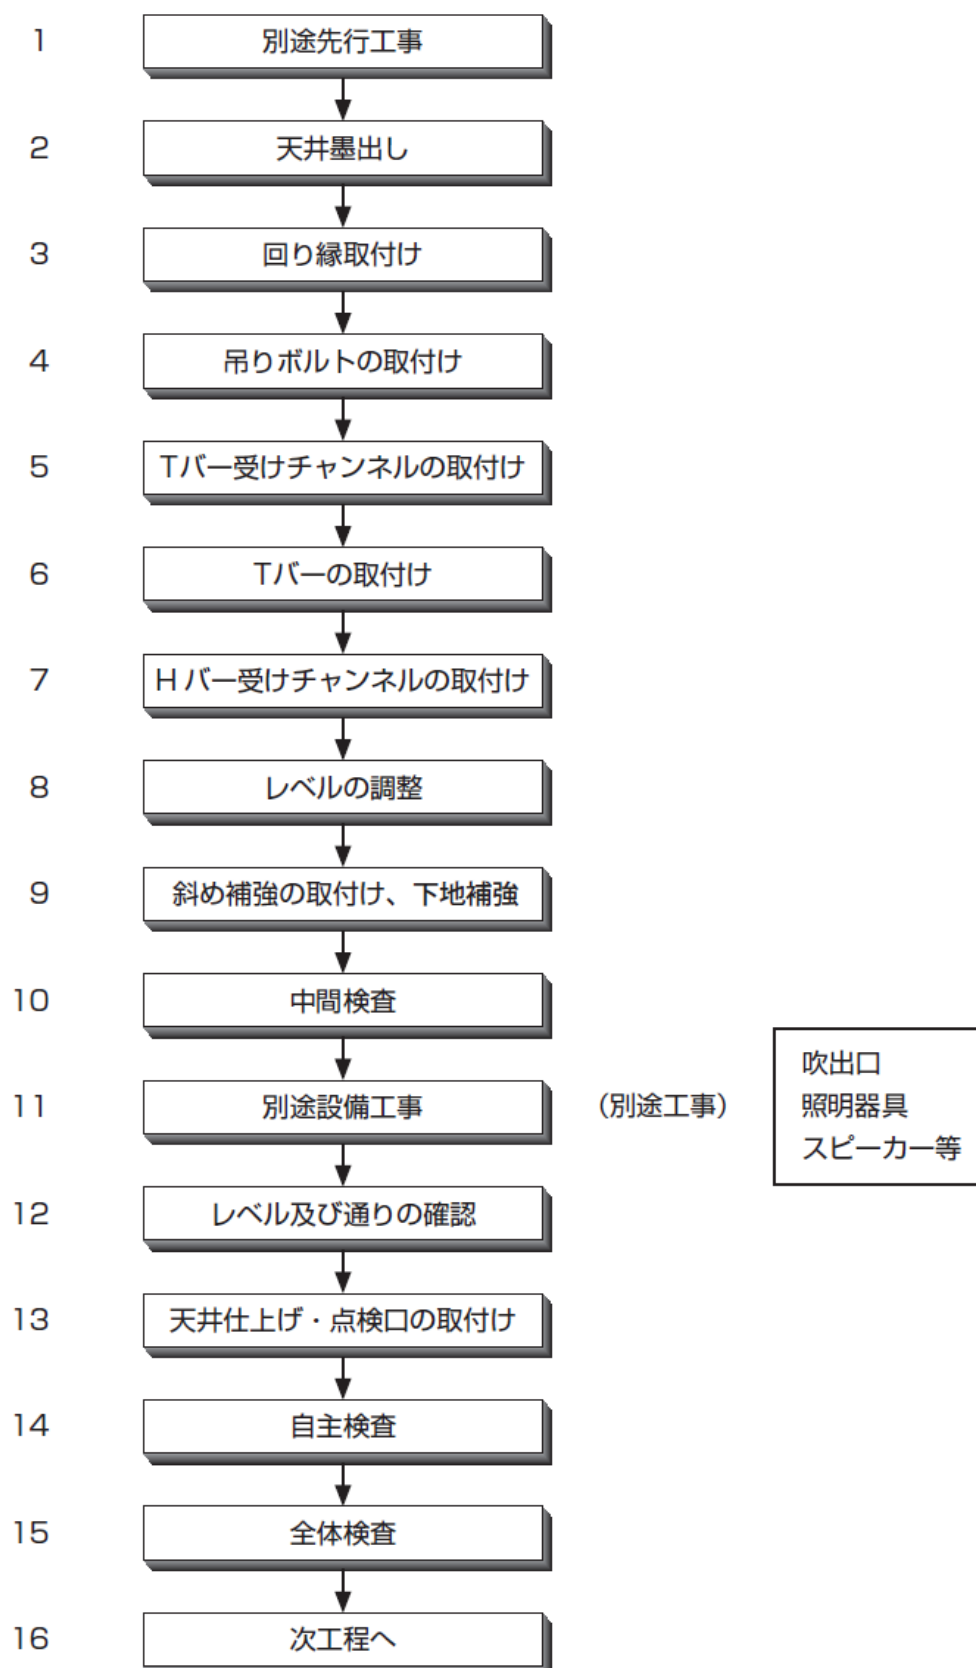 1 別途先行工事
2 天井墨出し
3 回り縁取付け
4 吊りボルトの取付け
5 Tバー受けチャンネルの取付け
6 Tバーの取付け
7 Hバー受けチャンネルの取付け
8 レベルの調整
9 斜め補強の取付け、下地補強
10 中間検査
11 別途設備工事 (別途工事)
吹出口
照明器具
スピーカー等
12 レベル及び通りの確認
13 天井仕上げ・点検口の取付け
14 自主検査
15 全体検査
16 次工程へ